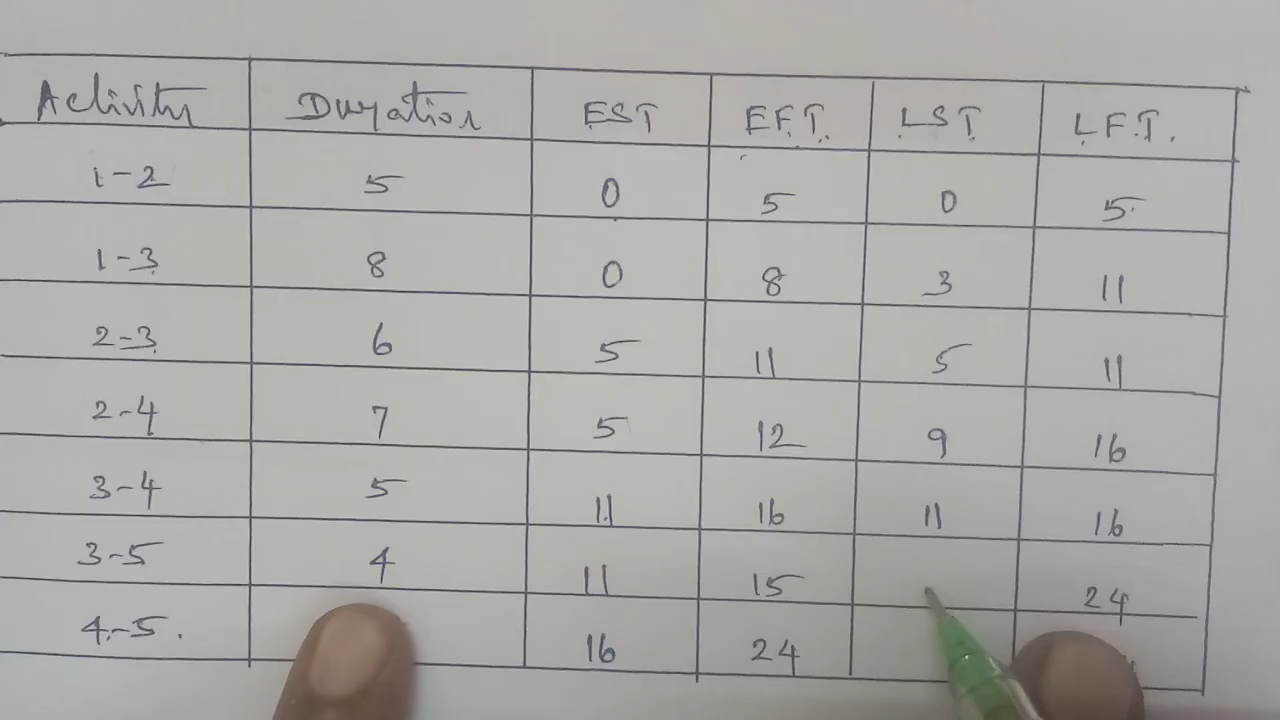 Activity Duration EST E.F.T. LST L.F.T.
1-2 5 0 5 0 5
1-3 8 0 8 3 11
2-3 6 5 11 5 11
2-4 7 5 12 9 16
3-4 5 11 16 11 16
3-5 4 11 15 24
4-5. 16 24